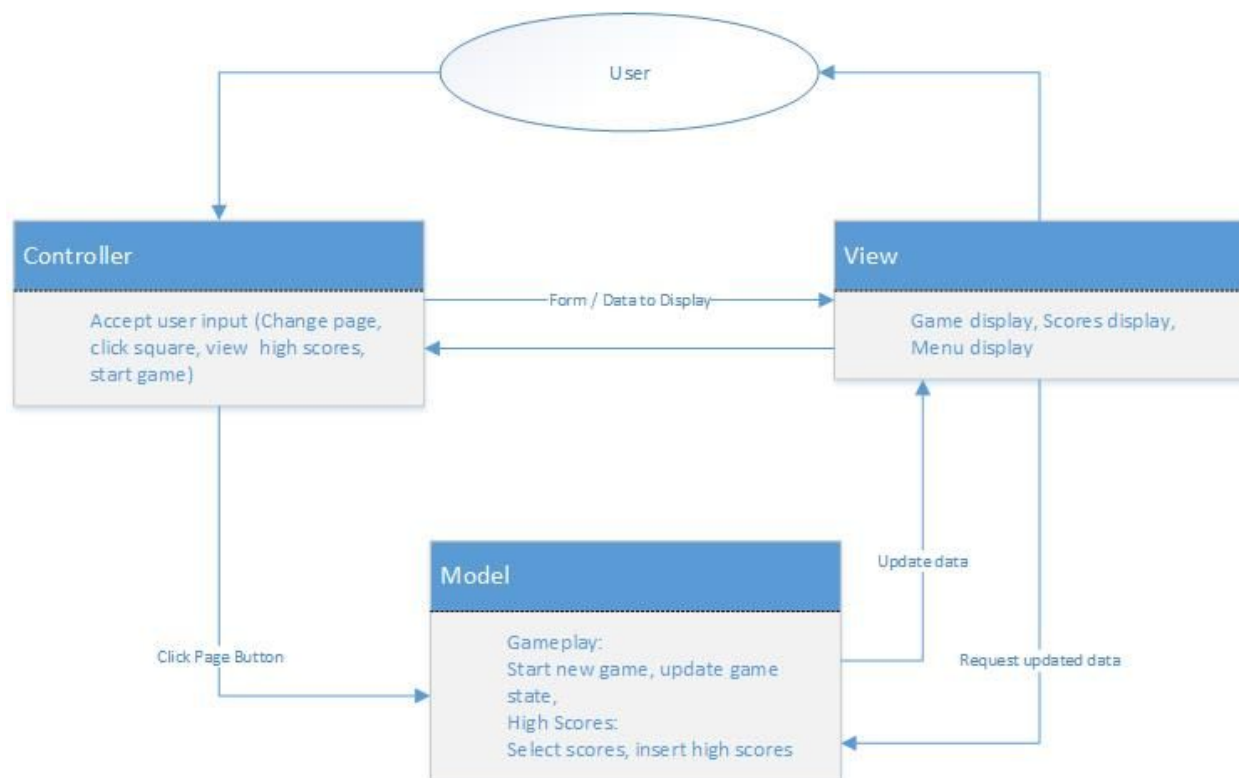 User
Controller
Accept user input (Change page,
click square, view high scores,
start game)
Form / Data to Display
View
Game display, Scores display,
Menu display
Model
Gameplay:
Start new game, update game
state,
High Scores:
Select scores, insert high scores
Update data
Click Page Button
Request updated data